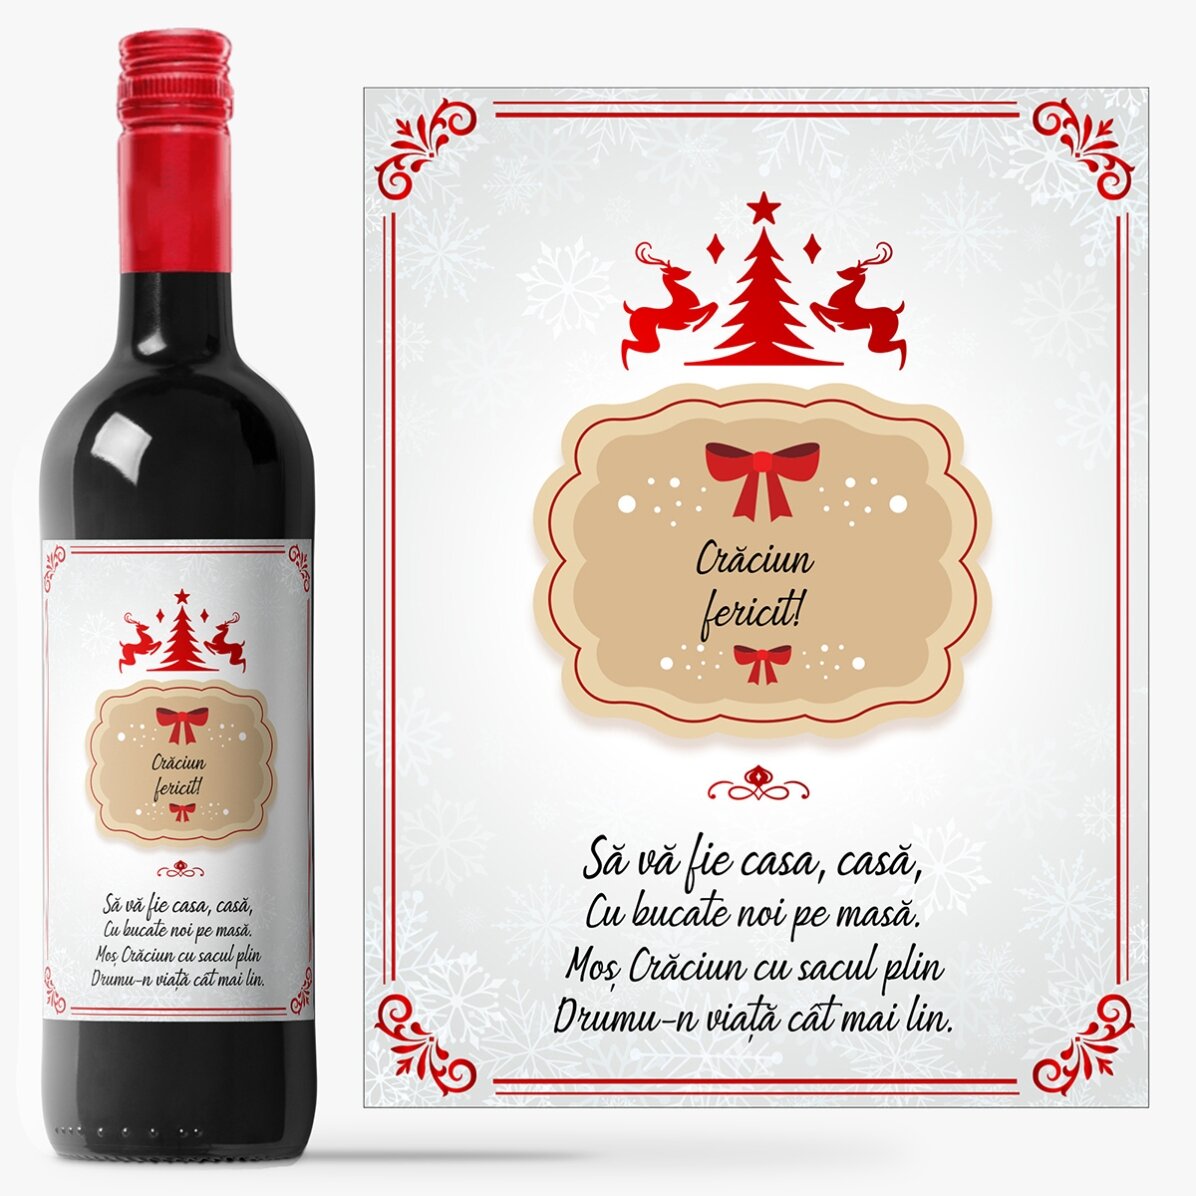 Crăciun
fericit!
Să vă fie casa, casă,
Cu bucate noi pe masă.
Moș Crăciun cu sacul plin
Drumu-n viață cât mai lin.
Crăciun
fericit!
Să vă fie casa, casă,
Cu bucate noi pe masă.
Moș Crăciun cu sacul plin
Drumu-n viață cât mai lin.